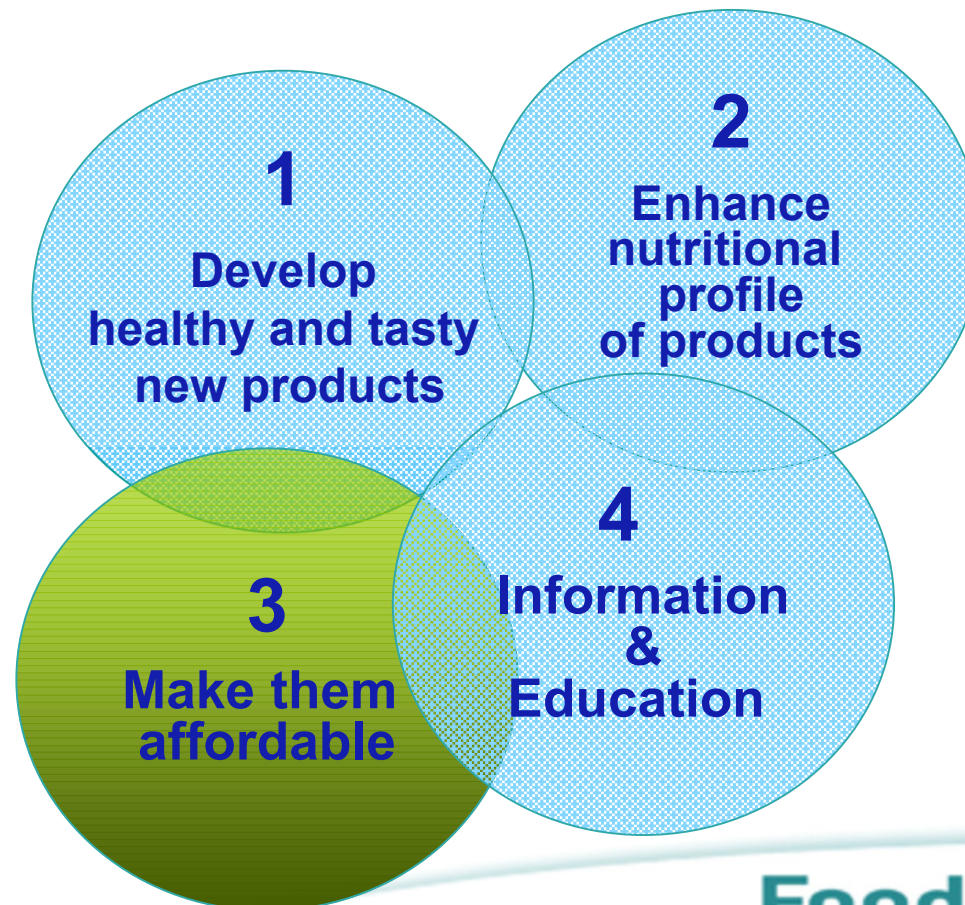 1
Develop
healthy and tasty
new products
2
Enhance
nutritional
profile
of products
3
Make them
affordable
4
Information
&
Education